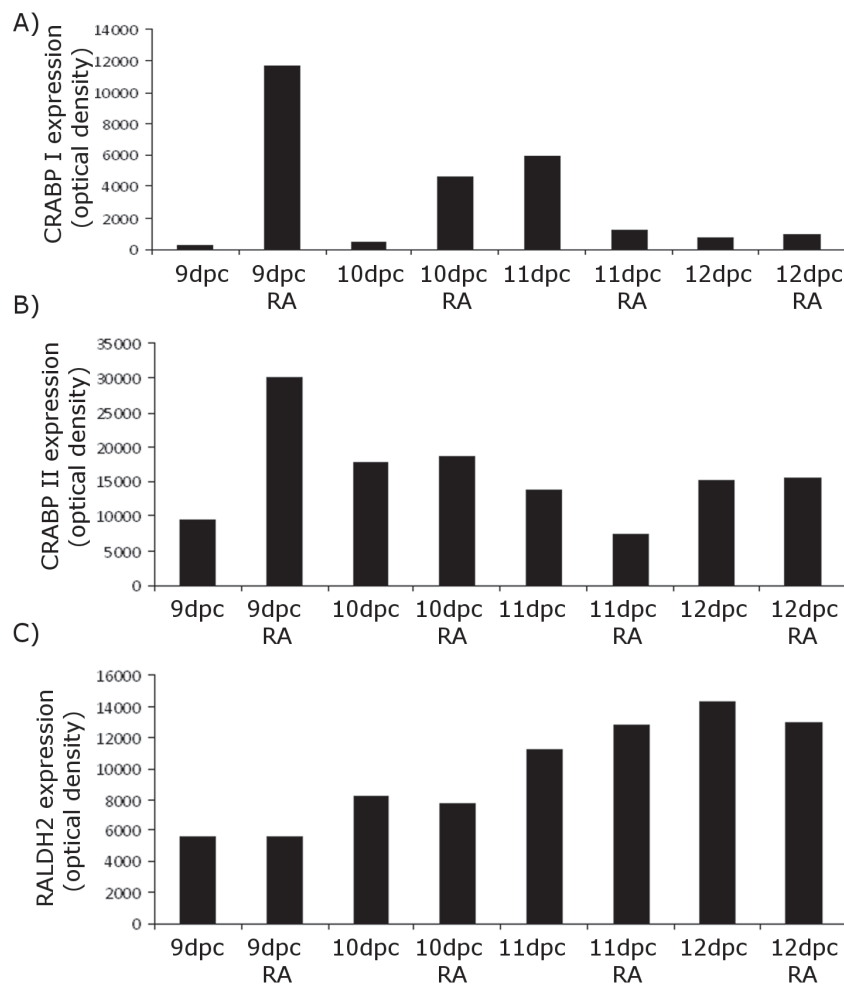 A)
CRABP I expression
(optical density)
14000
12000
10000
8000
6000
4000
2000
0
9dpc 9dpc 10dpc 10dpc 11dpc 11dpc 12dpc 12dpc
RA RA RA RA
B)
CRABP II expression
(optical density)
35000
30000
25000
20000
15000
10000
5000
0
9dpc 9dpc 10dpc 10dpc 11dpc 11dpc 12dpc 12dpc
RA RA RA RA
C)
RALDH2 expression
(optical density)
16000
14000
12000
10000
8000
6000
4000
2000
0
9dpc 9dpc 10dpc 10dpc 11dpc 11dpc 12dpc 12dpc
RA RA RA RA